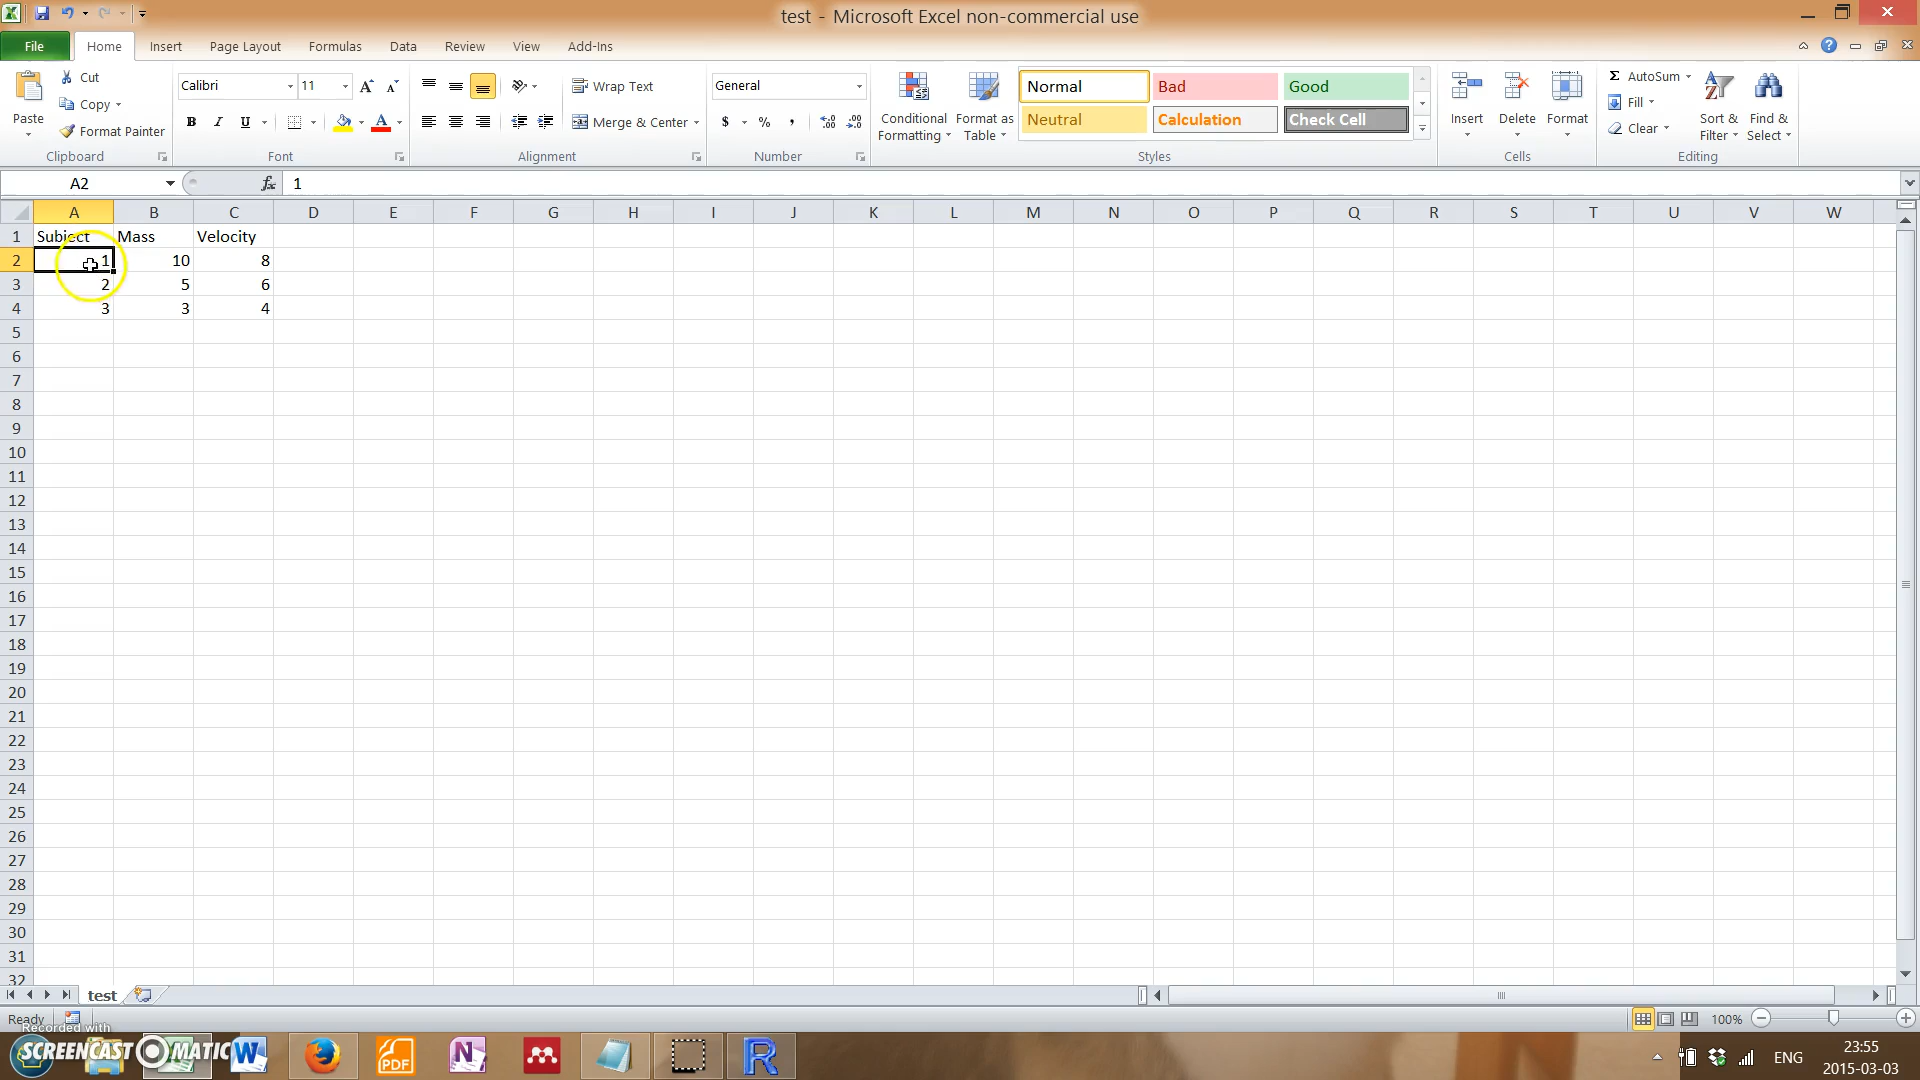 test - Microsoft Excel non-commercial use
File Home Insert Page Layout Formulas Data Review View Add-Ins
Paste
Cut
Copy
Format Painter
Clipboard
Calibri 11
B I U
A
Font
Wrap Text
Merge & Center
Alignment
General
$ % ,
Number
Conditional Formatting
Format as Table
Normal Bad Good
Neutral Calculation Check Cell
Styles
Insert Delete Format
Cells
Σ AutoSum
Fill
Clear
Sort & Filter
Find & Select
Editing
A2 fx 1
A B C D E F G H I J K L M N O P Q R S T U V W
1 Subject Mass Velocity
2 1 10 8
3 2 5 6
4 3 3 4
5
6
7
8
9
10
11
12
13
14
15
16
17
18
19
20
21
22
23
24
25
26
27
28
29
30
31
32
test
Ready 100%
Recorded with
SCREENCAST MATIC
W PDF N R
ENG
23:55
2015-03-03